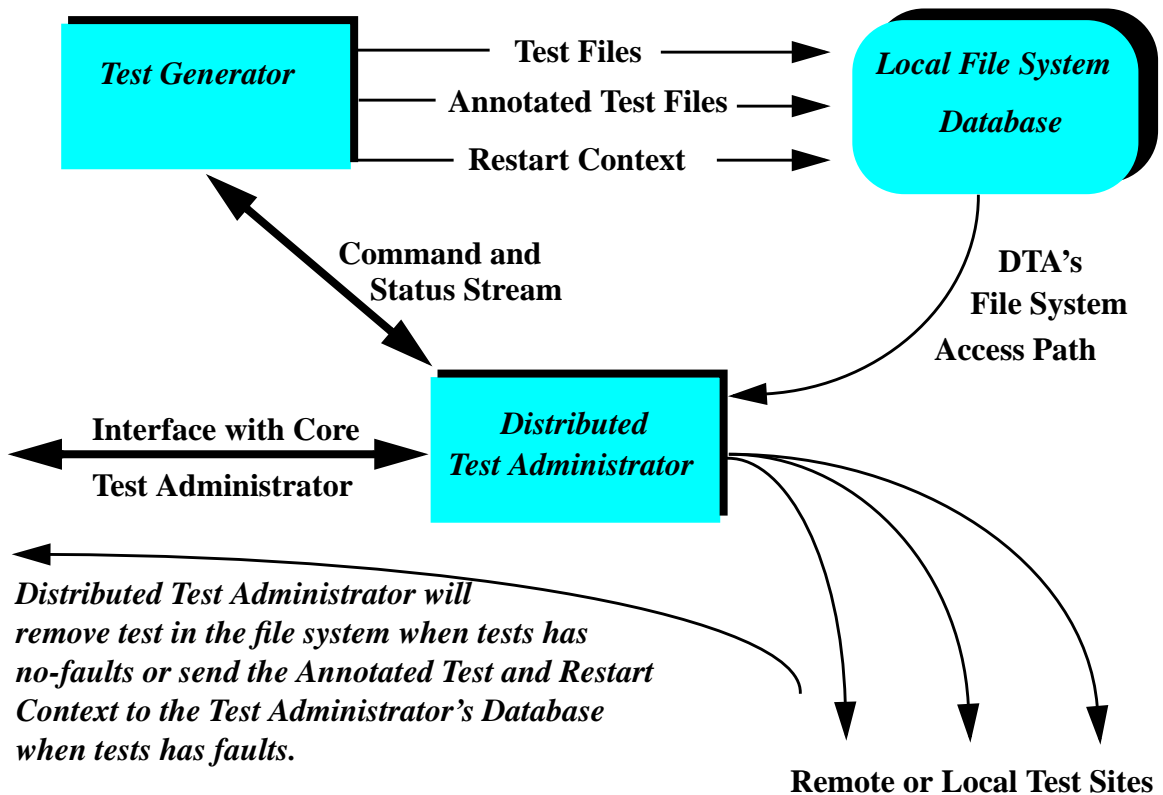 Test Generator
Test Files
Annotated Test Files
Restart Context
Local File System
Database
Command and
Status Stream
DTA's
File System
Access Path
Interface with Core
Test Administrator
Distributed
Test Administrator
Distributed Test Administrator will
remove test in the file system when tests has
no-faults or send the Annotated Test and Restart
Context to the Test Administrator's Database
when tests has faults.
Remote or Local Test Sites